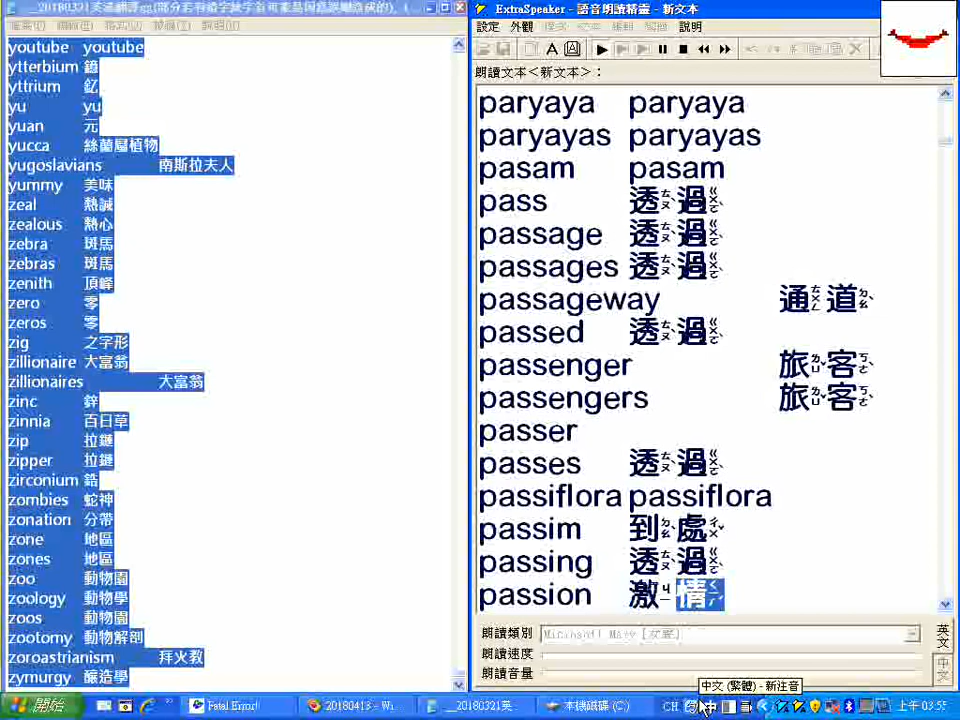 youtube youtube
ytterbium 鐿
yttrium 釔
yu yu
yuan 元
yucca 絲蘭屬植物
yugoslavians 南斯拉夫人
yummy 美味
zeal 熱誠
zealous 熱心
zebra 斑馬
zebras 斑馬
zenith 頂峰
zero 零
zeros 零
zig 之字形
zillionaire 大富翁
zillionaires 大富翁
zinc 鋅
zinnia 百日草
zip 拉鏈
zipper 拉鏈
zirconium 鋯
zombies 蛇神
zonation 分帶
zone 地區
zones 地區
zoo 動物園
zoology 動物學
zoos 動物園
zootomy 動物解剖
zoroastrianism 拜火教
zymurgy 釀造學
ExtraSpeaker - 語音朗讀精靈 - 新文本
設定 外觀 說明
朗讀文本<新文本>：
paryaya paryaya
paryayas paryayas
pasam pasam
pass 透過
passage 透過
passages 透過
passageway 通道
passed 透過
passenger 旅客
passengers 旅客
passer
passes 透過
passiflora passiflora
passim 到處
passing 透過
passion 激情
朗讀類別 Microsoft Mary [灰階]
朗讀速度
朗讀音量
英文
中文
中文 (繁體) - 新注音
開始
Fatal Error!
20180413 - Wi...
__20180321英...
本機磁碟 (C:)
CH
上午 03:55